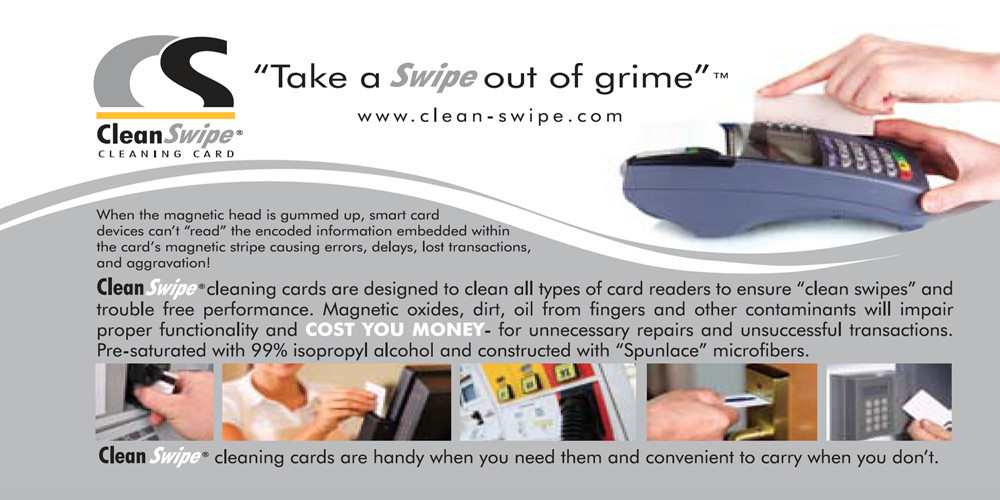 CS
CleanSwipe®
CLEANING CARD
“Take a Swipe out of grime”™
www.clean-swipe.com
When the magnetic head is gummed up, smart card
devices can’t “read” the encoded information embedded within
the card’s magnetic stripe causing errors, delays, lost transactions,
and aggravation!
CleanSwipe® cleaning cards are designed to clean all types of card readers to ensure “clean swipes” and
trouble free performance. Magnetic oxides, dirt, oil from fingers and other contaminants will impair
proper functionality and COST YOU MONEY- for unnecessary repairs and unsuccessful transactions.
Pre-saturated with 99% isopropyl alcohol and constructed with “Spunlace” microfibers.
Clean Swipe® cleaning cards are handy when you need them and convenient to carry when you don’t.